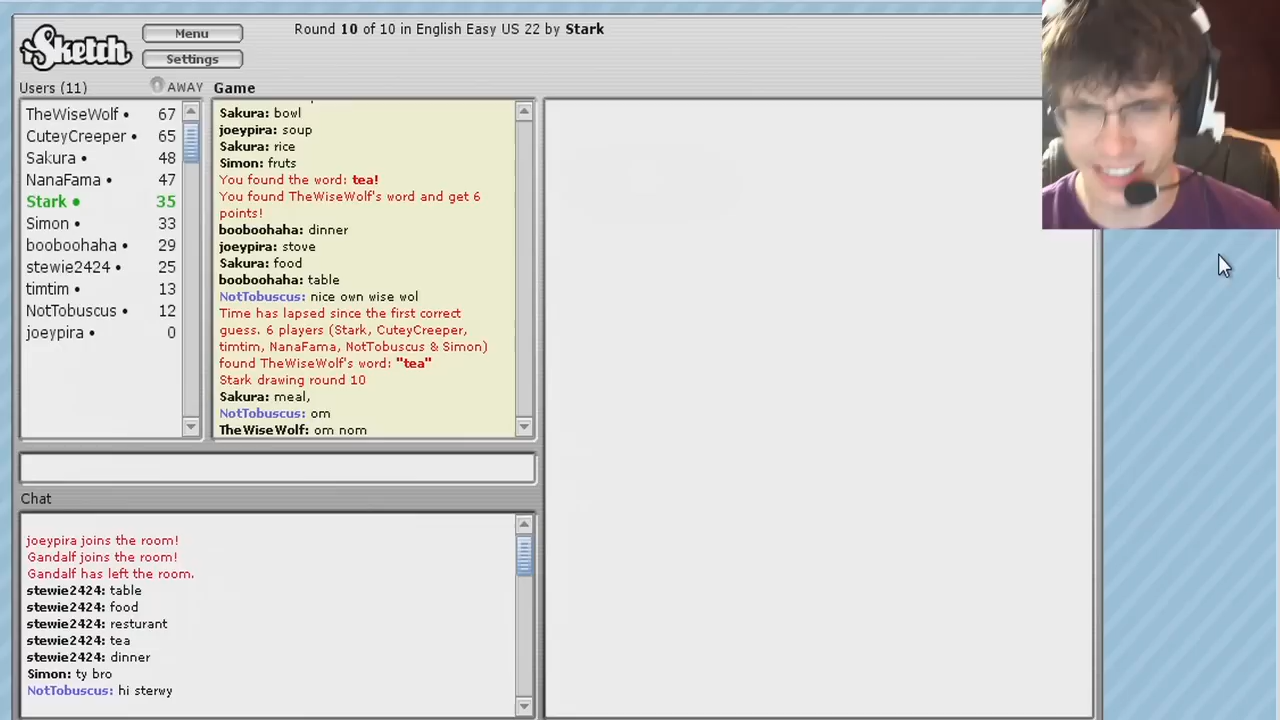 iSketch
Menu
Settings
Round 10 of 10 in English Easy US 22 by Stark
Users (11)
AWAY
Game
TheWiseWolf • 67
CuteyCreeper • 65
Sakura • 48
NanaFama • 47
Stark • 35
Simon • 33
booboohaha • 29
stewie2424 • 25
timtim • 13
NotTobuscus • 12
joeypira • 0
Sakura: bowl
joeypira: soup
Sakura: rice
Simon: fruts
You found the word: tea!
You found TheWiseWolf's word and get 6
points!
booboohaha: dinner
joeypira: stove
Sakura: food
booboohaha: table
NotTobuscus: nice own wise wol
Time has lapsed since the first correct
guess. 6 players (Stark, CuteyCreeper,
timtim, NanaFama, NotTobuscus & Simon)
found TheWiseWolf's word: "tea"
Stark drawing round 10
Sakura: meal,
NotTobuscus: om
TheWiseWolf: om nom
Chat
joeypira joins the room!
Gandalf joins the room!
Gandalf has left the room.
stewie2424: table
stewie2424: food
stewie2424: resturant
stewie2424: tea
stewie2424: dinner
Simon: ty bro
NotTobuscus: hi sterwy